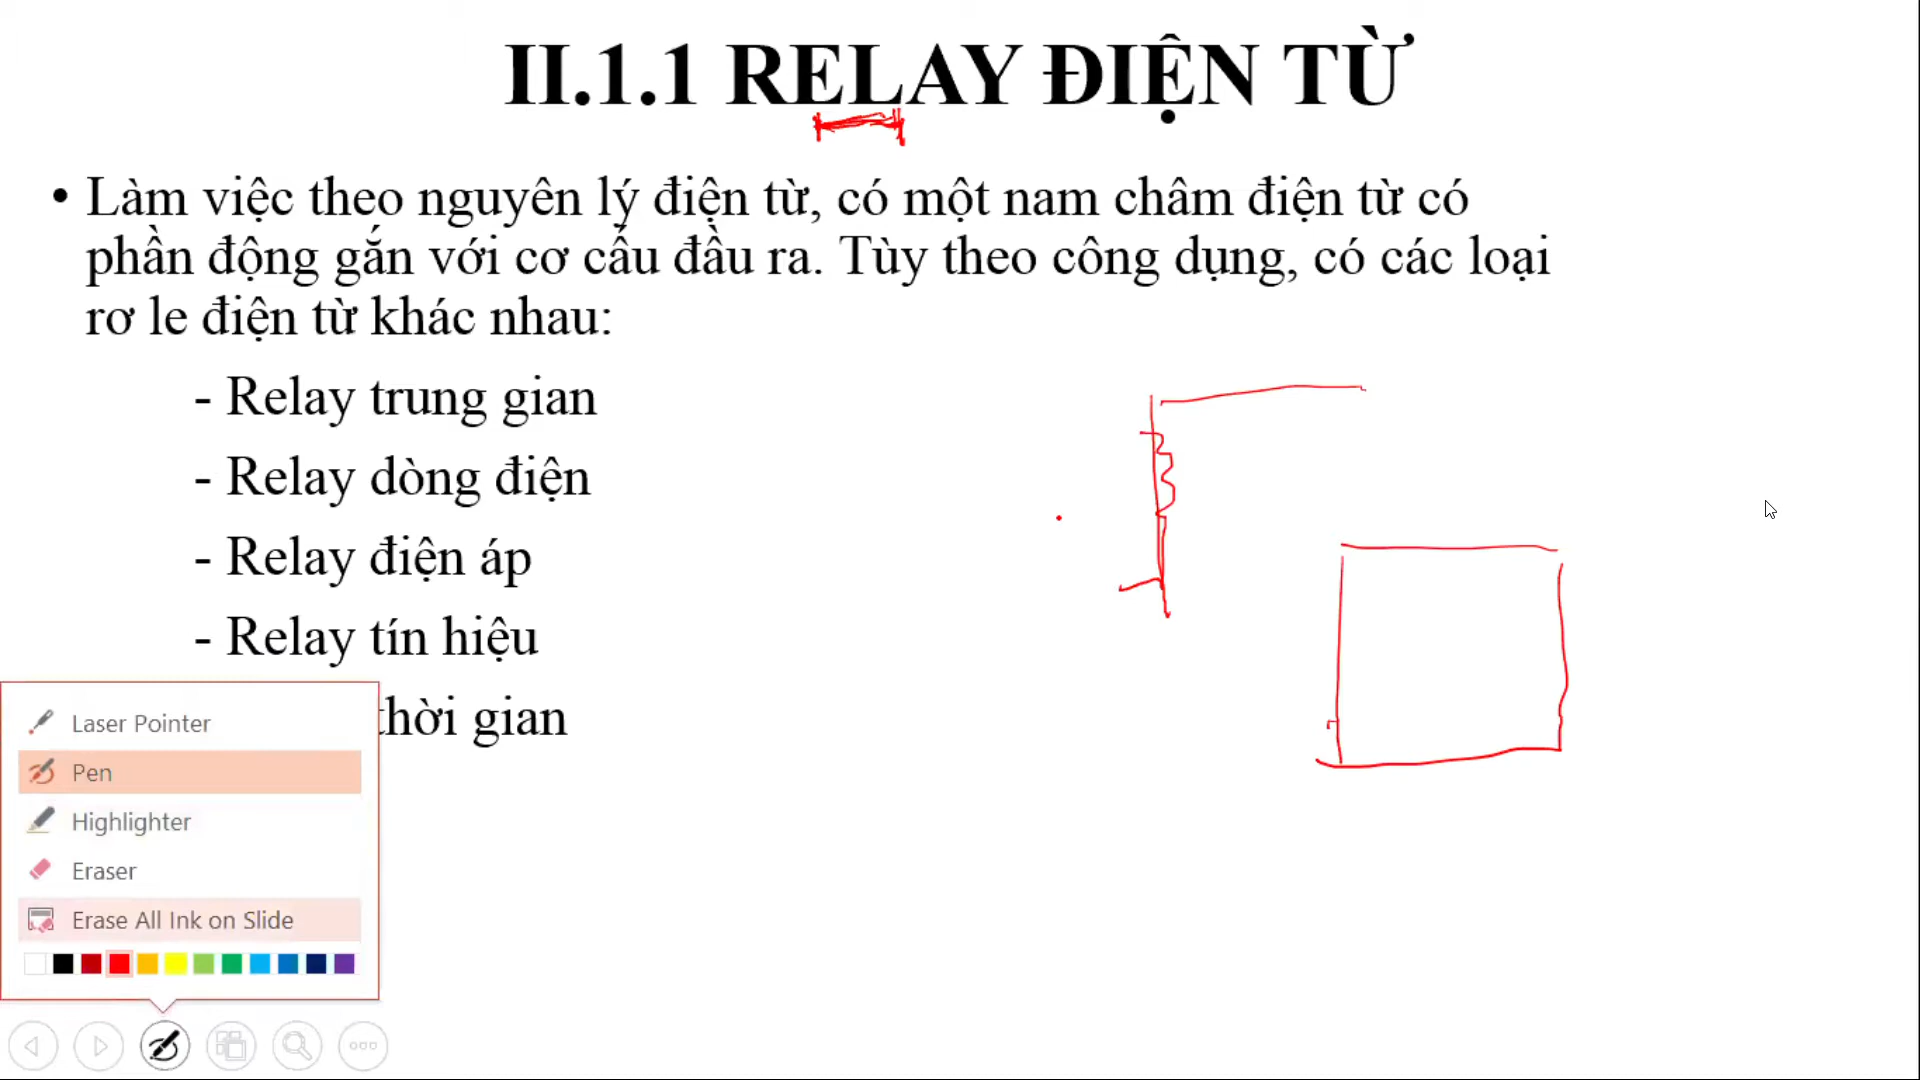 II.1.1 RELAY ĐIỆN TỪ
• Làm việc theo nguyên lý điện từ, có một nam châm điện từ có
phần động gắn với cơ cấu đầu ra. Tùy theo công dụng, có các loại
rơ le điện từ khác nhau:
- Relay trung gian
- Relay dòng điện
- Relay điện áp
- Relay tín hiệu
thời gian
Laser Pointer
Pen
Highlighter
Eraser
Erase All Ink on Slide